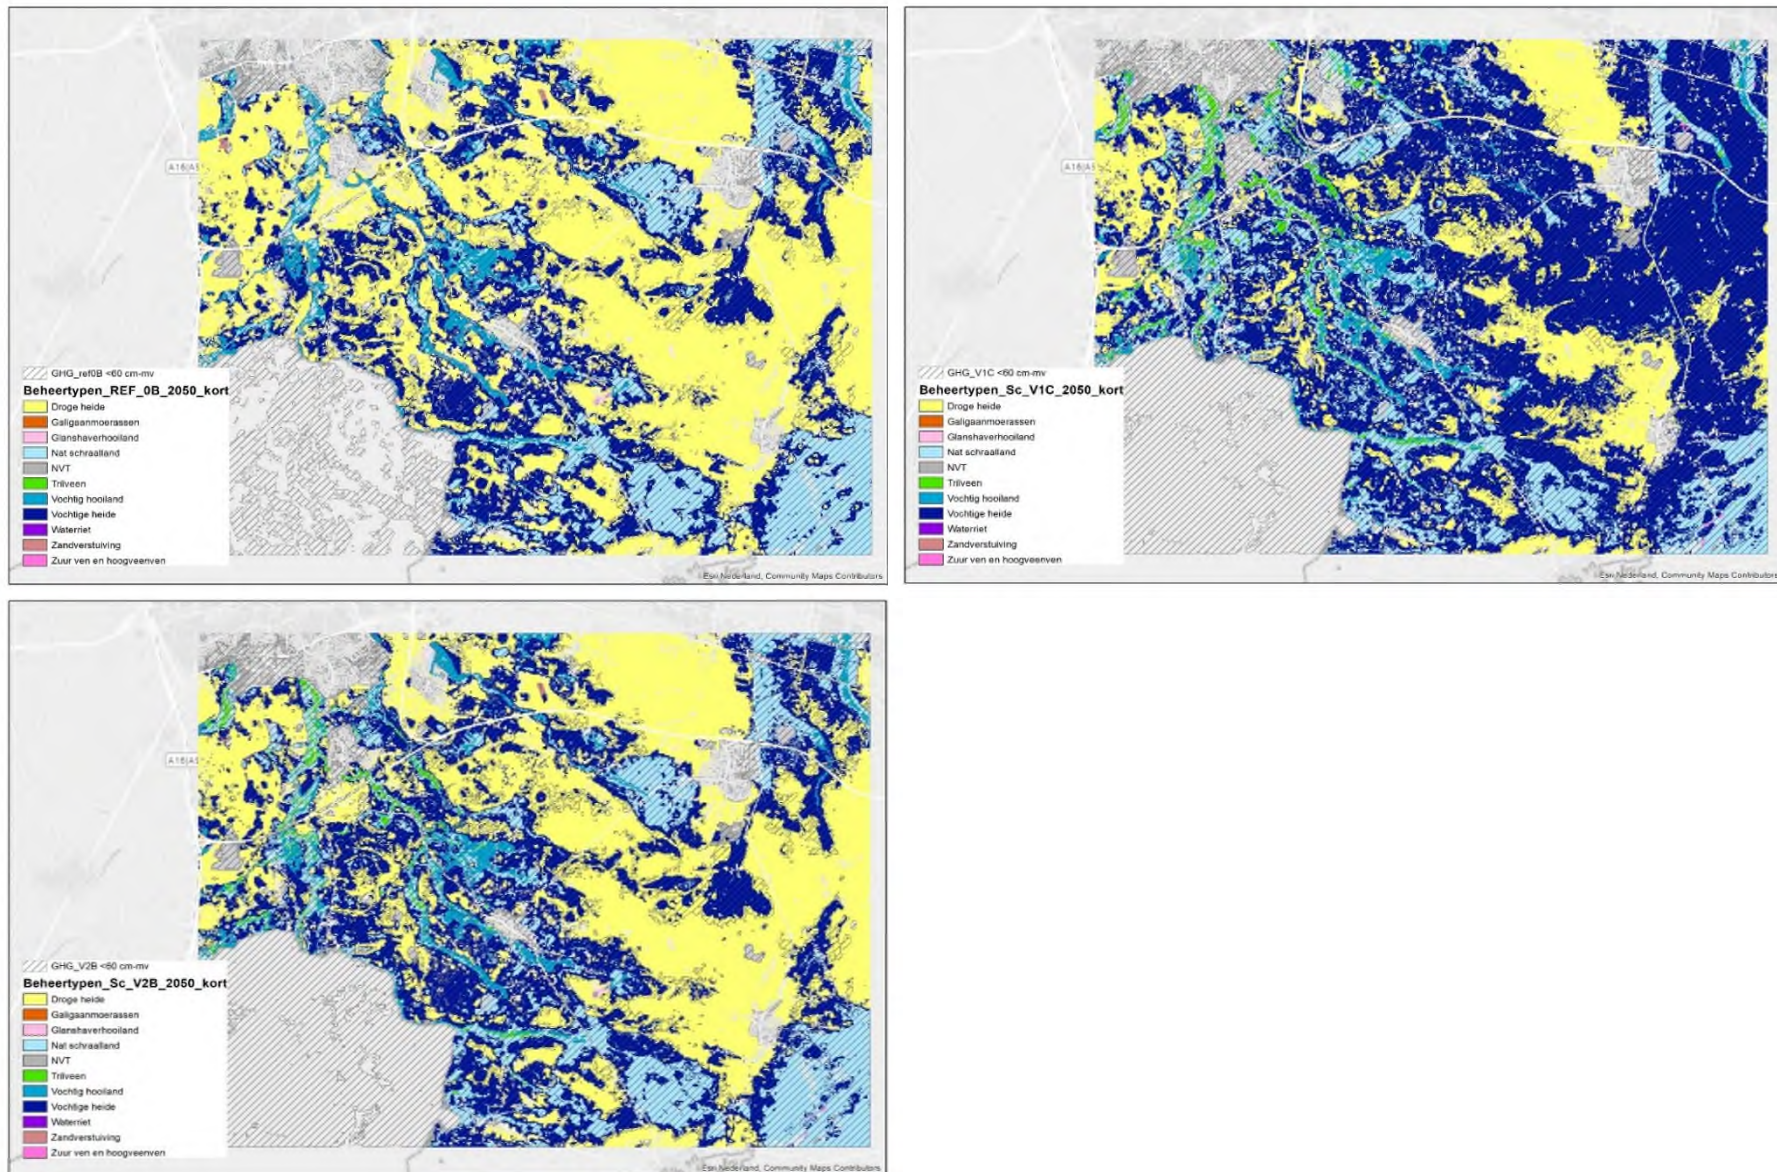 A16(A5
GHG_ref0B <60 cm-mv
Beheertypen_REF_0B_2050_kort
Droge heide
Galigaanmoerassen
Glanshaverhooiland
Nat schraalland
NVT
Trilveen
Vochtig hooiland
Vochtige heide
Waterriet
Zandverstuiving
Zuur ven en hoogveenven
Esri Nederland, Community Maps Contributors
A16(A5
GHG_V1C <60 cm-mv
Beheertypen_Sc_V1C_2050_kort
Droge heide
Galigaanmoerassen
Glanshaverhooiland
Nat schraalland
NVT
Trilveen
Vochtig hooiland
Vochtige heide
Waterriet
Zandverstuiving
Zuur ven en hoogveenven
Esri Nederland, Community Maps Contributors
A16(A5
GHG_V2B <60 cm-mv
Beheertypen_Sc_V2B_2050_kort
Droge heide
Galigaanmoerassen
Glanshaverhooiland
Nat schraalland
NVT
Trilveen
Vochtig hooiland
Vochtige heide
Waterriet
Zandverstuiving
Zuur ven en hoogveenven
Esri Nederland, Community Maps Contributors